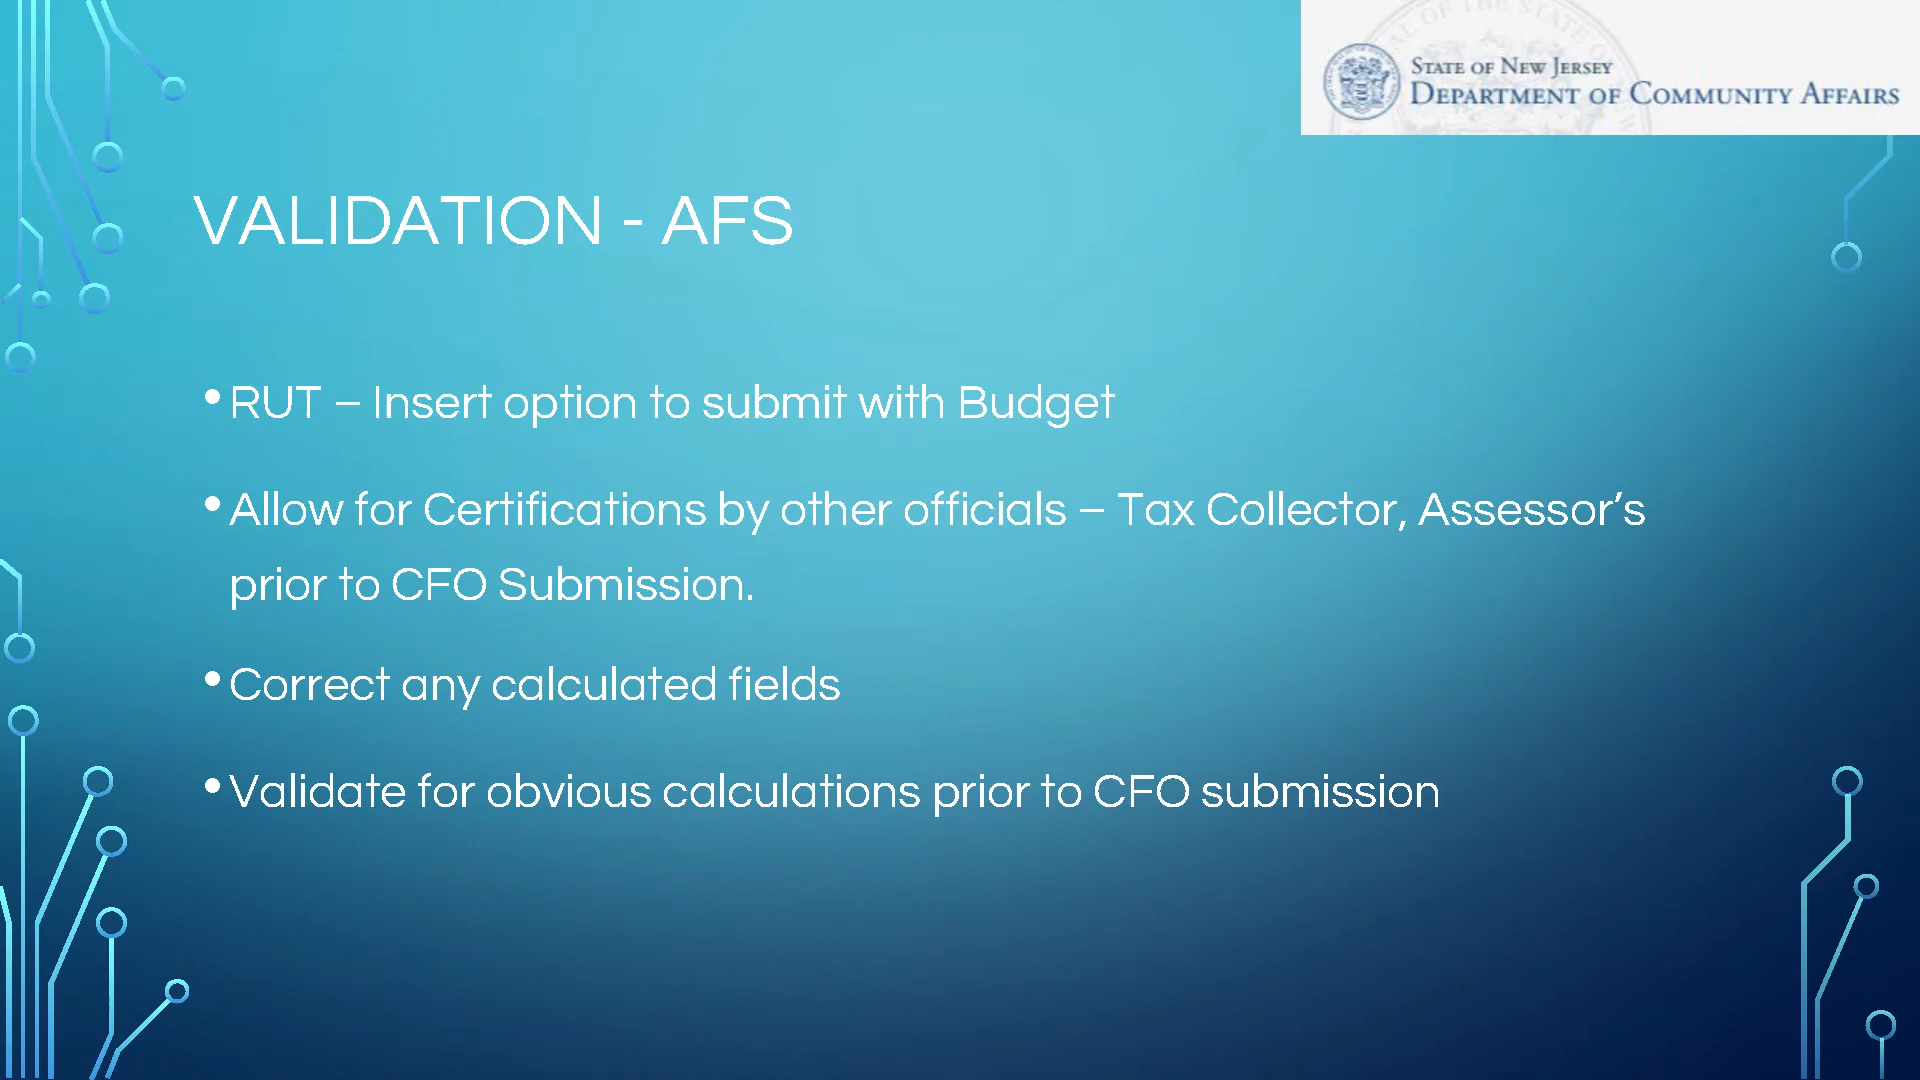 STATE OF NEW JERSEY
DEPARTMENT OF COMMUNITY AFFAIRS
VALIDATION - AFS
• RUT – Insert option to submit with Budget
• Allow for Certifications by other officials – Tax Collector, Assessor’s
prior to CFO Submission.
• Correct any calculated fields
• Validate for obvious calculations prior to CFO submission